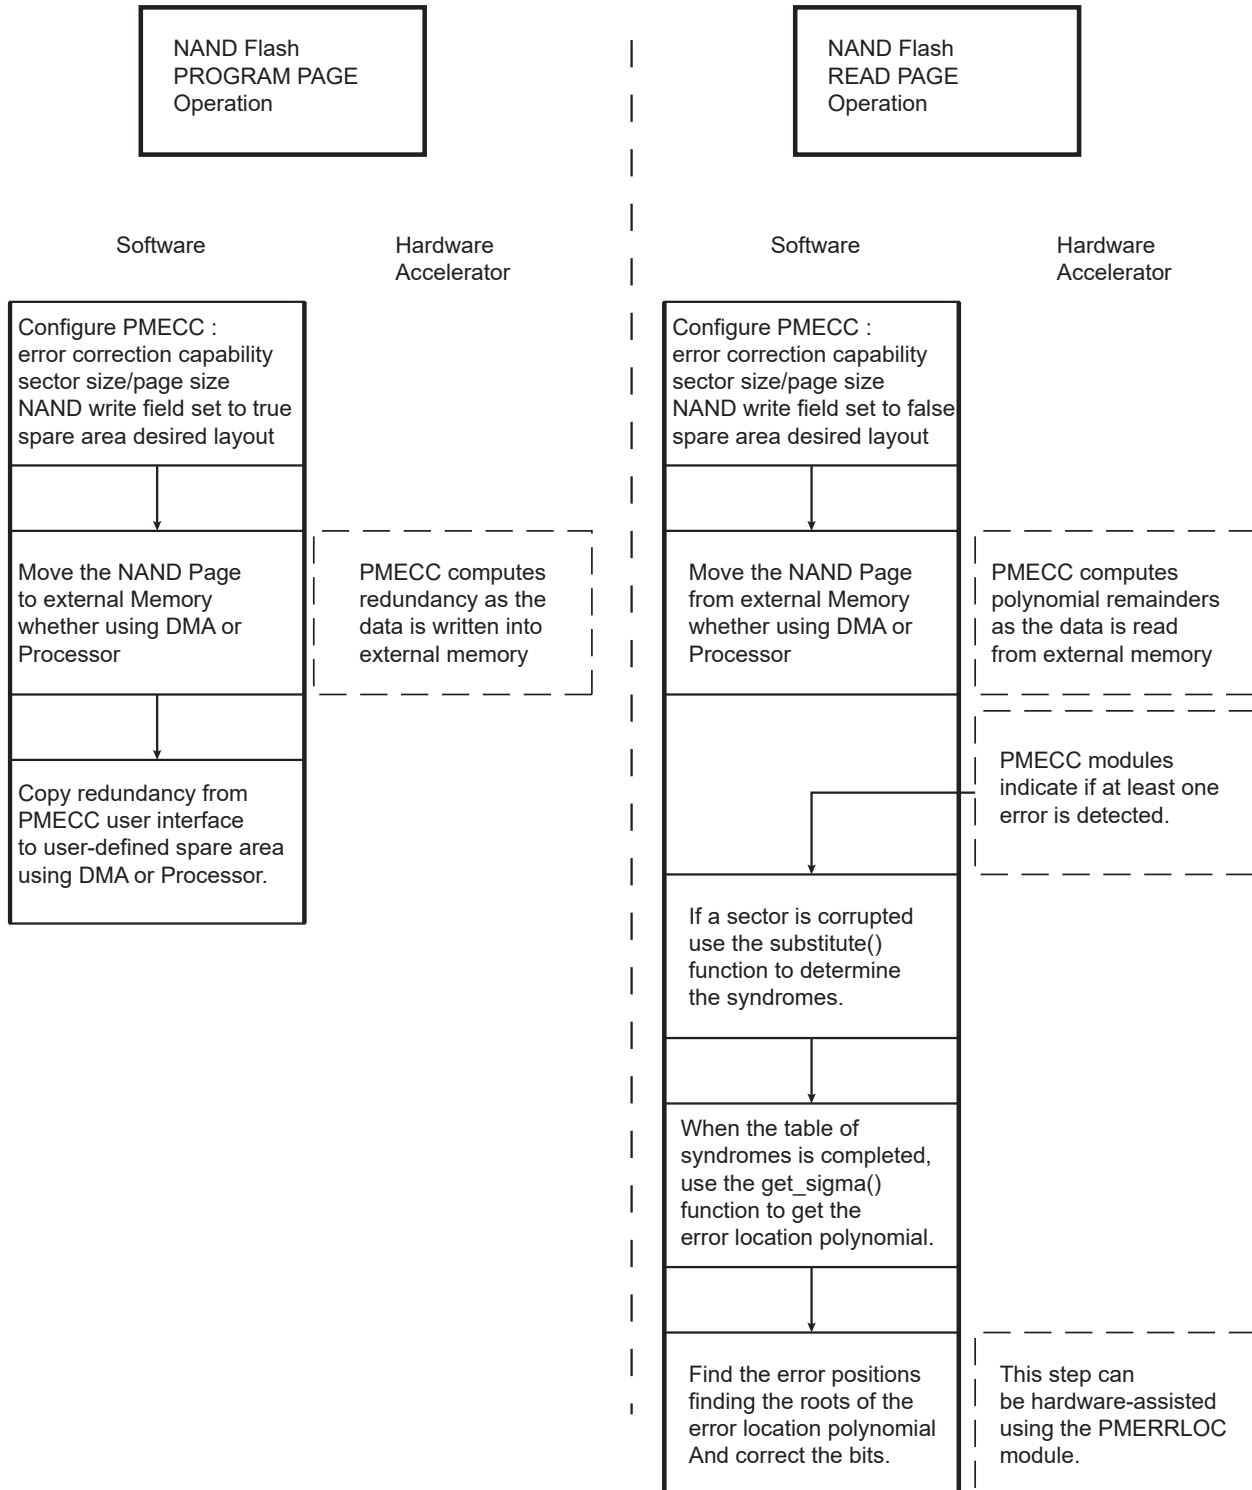 NAND Flash
PROGRAM PAGE
Operation
Software
Hardware
Accelerator
Configure PMECC :
error correction capability
sector size/page size
NAND write field set to true
spare area desired layout
Move the NAND Page
to external Memory
whether using DMA or
Processor
PMECC computes
redundancy as the
data is written into
external memory
Copy redundancy from
PMECC user interface
to user-defined spare area
using DMA or Processor.
NAND Flash
READ PAGE
Operation
Software
Hardware
Accelerator
Configure PMECC :
error correction capability
sector size/page size
NAND write field set to false
spare area desired layout
Move the NAND Page
from external Memory
whether using DMA or
Processor
PMECC computes
polynomial remainders
as the data is read
from external memory
PMECC modules
indicate if at least one
error is detected.
If a sector is corrupted
use the substitute()
function to determine
the syndromes.
When the table of
syndromes is completed,
use the get_sigma()
function to get the
error location polynomial.
Find the error positions
finding the roots of the
error location polynomial
And correct the bits.
This step can
be hardware-assisted
using the PMERRLOC
module.